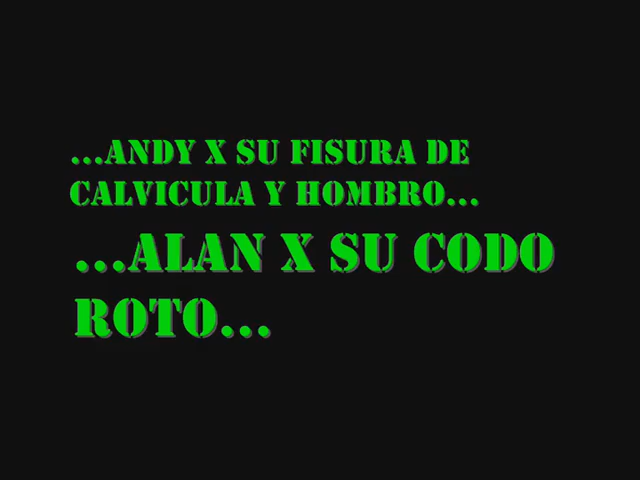 ...ANDY X SU FISURA DE
CALVICULA Y HOMBRO...
...ALAN X SU CODO
ROTO...